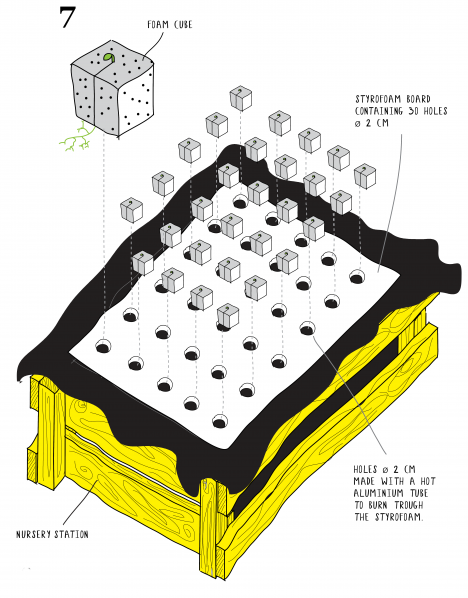 7
FOAM CUBE
STYROFOAM BOARD
CONTAINING 30 HOLES
ø 2 CM
HOLES ø 2 CM
MADE WITH A HOT
ALUMINIUM TUBE
TO BURN TROUGH
THE STYROFOAM.
NURSERY STATION